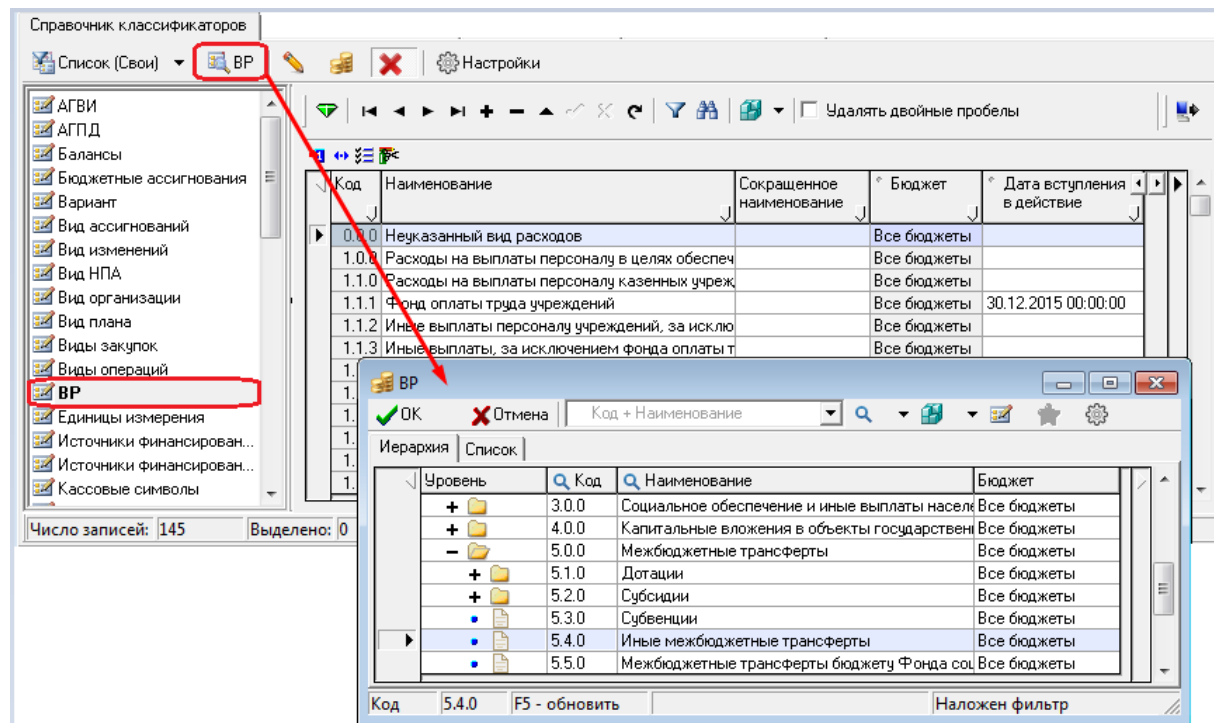 Справочник классификаторов
Список (Свои) ВР Настройки
АГВИ
АГПД
Балансы
Бюджетные ассигнования
Вариант
Вид ассигнований
Вид изменений
Вид НПА
Вид организации
Вид плана
Виды закупок
Виды операций
ВР
Единицы измерения
Источники финансирован...
Источники финансирован...
Кассовые символы
Удалять двойные пробелы
Код Наименование Сокращенное наименование Бюджет Дата вступления в действие
0.0.0 Неуказанный вид расходов Все бюджеты
1.0.0 Расходы на выплаты персоналу в целях обеспеч Все бюджеты
1.1.0 Расходы на выплаты персоналу казенных учреж Все бюджеты
1.1.1 Фонд оплаты труда учреждений Все бюджеты 30.12.2015 00:00:00
1.1.2 Иные выплаты персоналу учреждений, за исклю Все бюджеты
1.1.3 Иные выплаты, за исключением фонда оплаты т Все бюджеты
1.
1.
1.
1.
1.
1.
Число записей: 145 Выделено: 0
ВР
OK Отмена Код + Наименование
Иерархия Список
Уровень Код Наименование Бюджет
3.0.0 Социальное обеспечение и иные выплаты населе Все бюджеты
4.0.0 Капитальные вложения в объекты государствен Все бюджеты
5.0.0 Межбюджетные трансферты Все бюджеты
5.1.0 Дотации Все бюджеты
5.2.0 Субсидии Все бюджеты
5.3.0 Субвенции Все бюджеты
5.4.0 Иные межбюджетные трансферты Все бюджеты
5.5.0 Межбюджетные трансферты бюджету Фонда соц Все бюджеты
Код 5.4.0 F5 - обновить Наложен фильтр